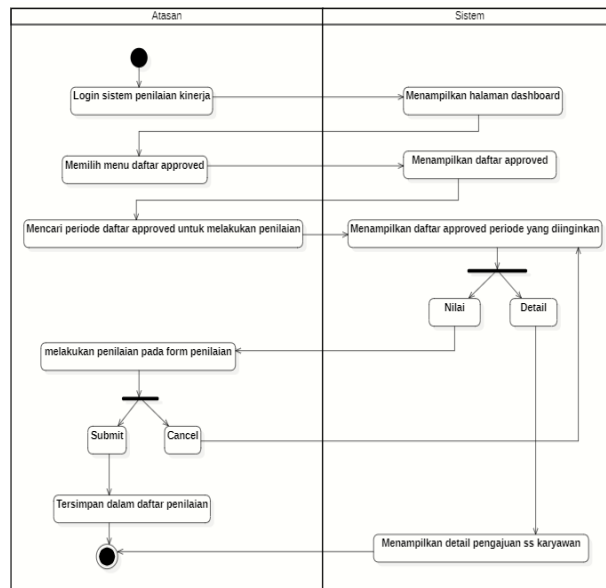 Atasan
Sistem
Login sistem penilaian kinerja
Menampilkan halaman dashboard
Memilih menu daftar approved
Menampilkan daftar approved
Mencari periode daftar approved untuk melakukan penilaian
Menampilkan daftar approved periode yang diinginkan
Nilai
Detail
melakukan penilaian pada form penilaian
Submit
Cancel
Tersimpan dalam daftar penilaian
Menampilkan detail pengajuan ss karyawan